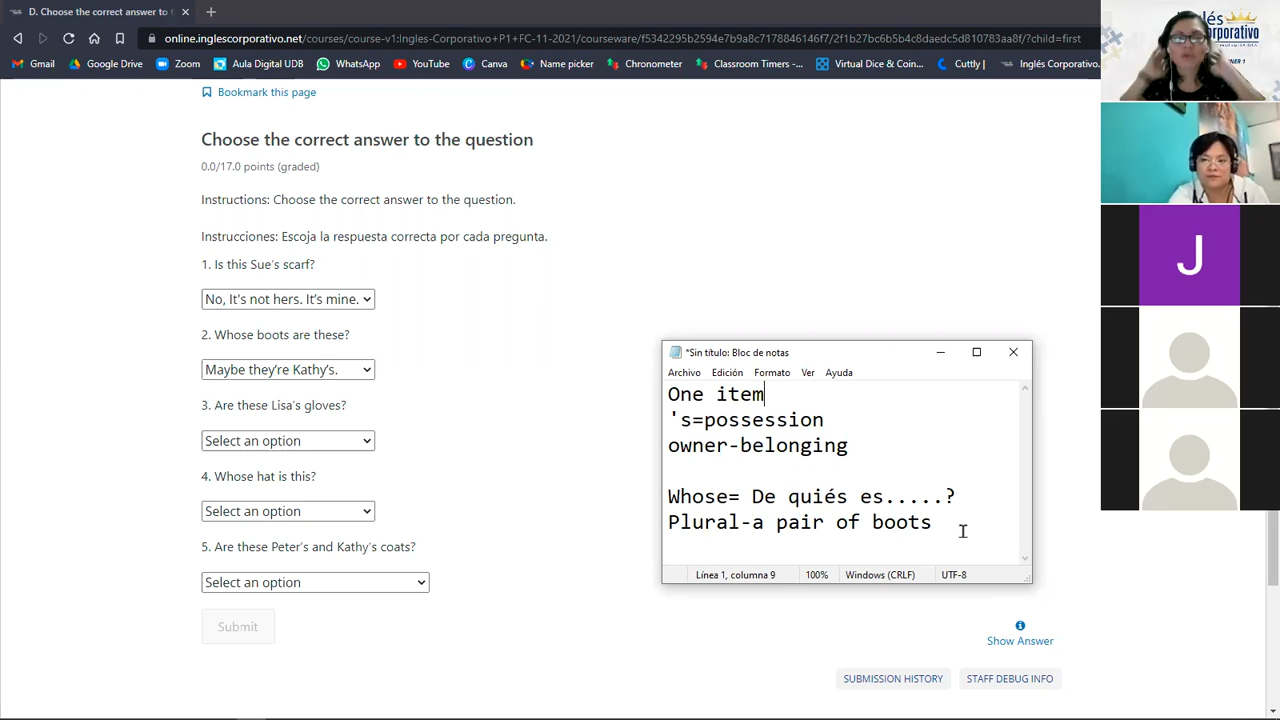 D. Choose the correct answer to t
online.inglescorporativo.net/courses/course-v1:Ingles-Corporativo+P1+FC-1to2021/courseware/f5342295b2594e7b9a8c7178846f46f7/2f1b27bc6b5b4c8daedc5d810783aa8f/?child=first
Gmail Google Drive Zoom Aula Digital UDB WhatsApp YouTube Canva Name picker Chronometer Classroom Times -... Virtual Dice & Coin... Cuttly | Inglés Corporativo.
Bookmark this page
Choose the correct answer to the question
0.0/17.0 points (graded)
Instructions: Choose the correct answer to the question.
Instrucciones: Escoja la respuesta correcta por cada pregunta.
1. Is this Sue's scarf?
No, It's not hers. It's mine.
2. Whose boots are these?
Maybe they're Kathy's.
3. Are these Lisa's gloves?
Select an option
4. Whose hat is this?
Select an option
5. Are these Peter's and Kathy's coats?
Select an option
Submit
Show Answer
SUBMISSION HISTORY STAFF DEBUG INFO
*Sin título: Bloc de notas
Archivo Edición Formato Ver Ayuda
One item
's=possession
owner-belonging
Whose= De quiés es.....?
Plural-a pair of boots
Línea 1, columna 9 100% Windows (CRLF) UTF-8
J